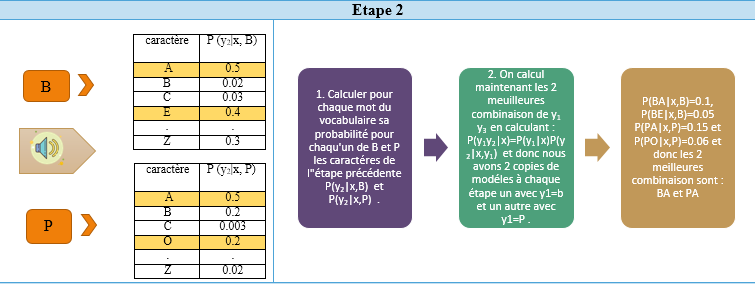 Etape 2
B
caractère P (y₂|x, B)
A 0.5
B 0.02
C 0.03
E 0.4
. .
Z 0.3
P
caractère P (y₂|x, P)
A 0.5
B 0.2
C 0.003
O 0.2
. .
Z 0.02
1. Calculer pour
chaque mot du
vocabulaire sa
probabilité pour
chaqu'un de B et P
les caractères de
l"étape précédente
P(y₂|x,B) et
P(y₂|x,P) .
2. On calcul
maintenant les 2
meuilleures
combinaison de y₁
y₃ en calculant :
P(y₁y₂|x)=P(y₁|x)P(y
₂|x,y₁) et donc nous
avons 2 copies de
modéles à chaque
étape un avec y1=b
et un autre avec
y1=P .
P(BA|x,B)=0.1,
P(BE|x,B)=0.05
P(PA|x,P)=0.15 et
P(PO|x,P)=0.06 et
donc les 2
meilleures
combinaison sont :
BA et PA